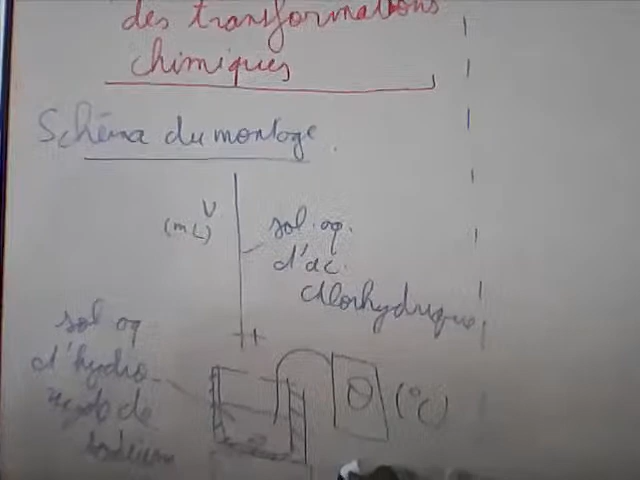 des transformations
chimiques
Schéma du montage.
V
(mL)
sol. aq.
d'ac.
chlorhydrique
sol aq
d'hydro
xyde de
sodium
θ (°C)